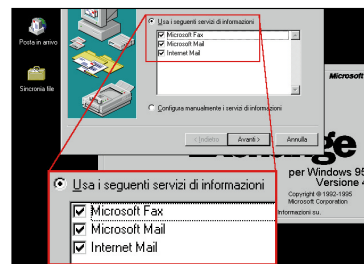 Posta in arrivo
Sincronia file
Usa i seguenti servizi di informazioni
Microsoft Fax
Microsoft Mail
Internet Mail
Configura manualmente i servizi di informazioni
< Indietro
Avanti >
Annulla
Microsoft
nge
per Windows 95
Versione 4
Copyright © 1992-1995
Microsoft Corporation
informazioni su.
Usa i seguenti servizi di informazioni
Microsoft Fax
Microsoft Mail
Internet Mail